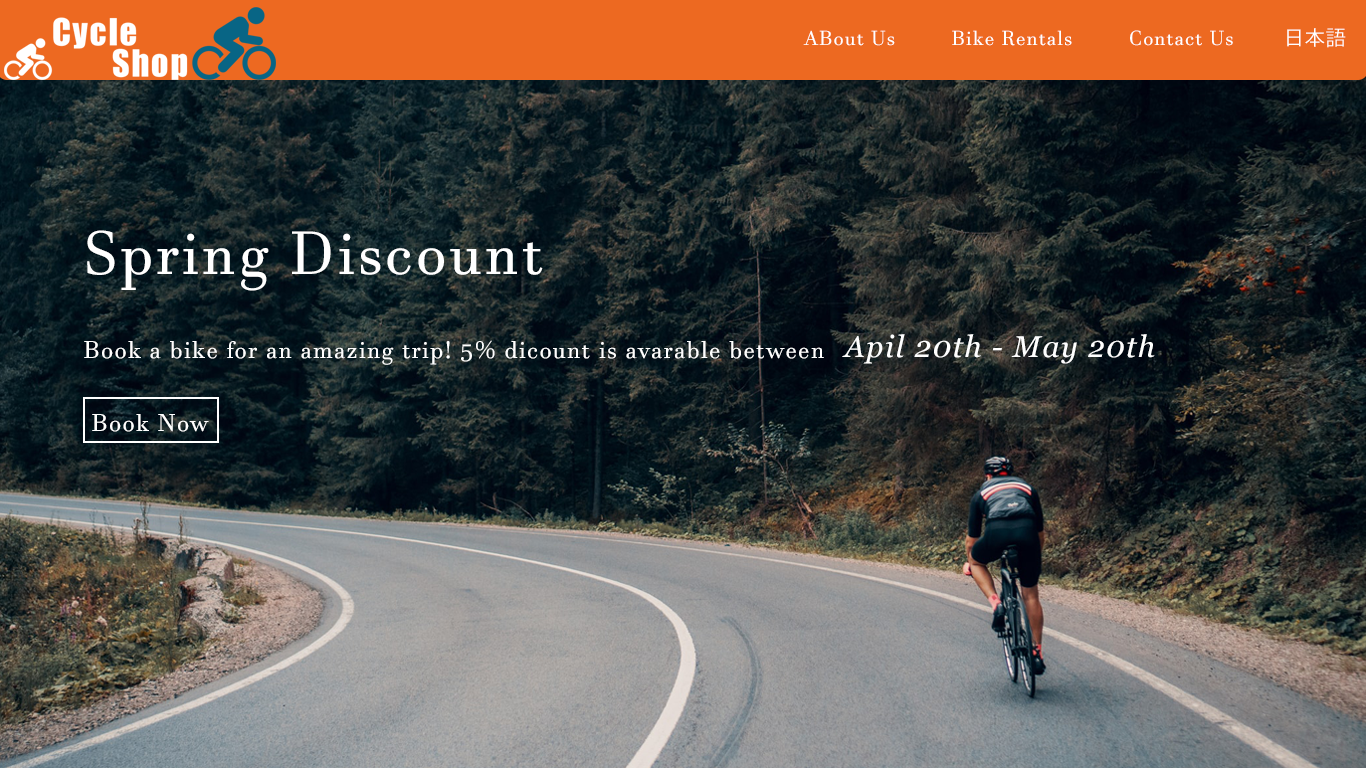 Cycle
Shop
ABout Us
Bike Rentals
Contact Us
日本語
Spring Discount
Book a bike for an amazing trip! 5% dicount is avarable between Apil 20th - May 20th
Book Now